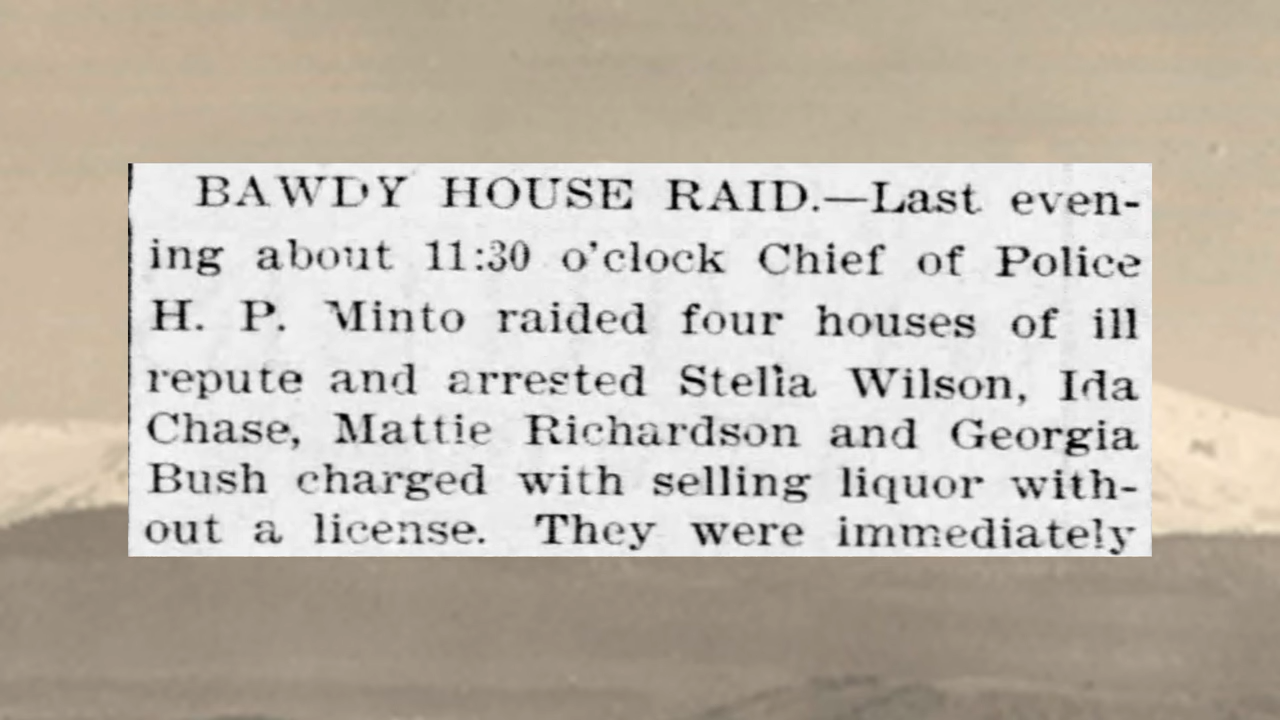 BAWDY HOUSE RAID.—Last even-
ing about 11:30 o'clock Chief of Police
H. P. Minto raided four houses of ill
repute and arrested Stella Wilson, Ida
Chase, Mattie Richardson and Georgia
Bush charged with selling liquor with-
out a license. They were immediately